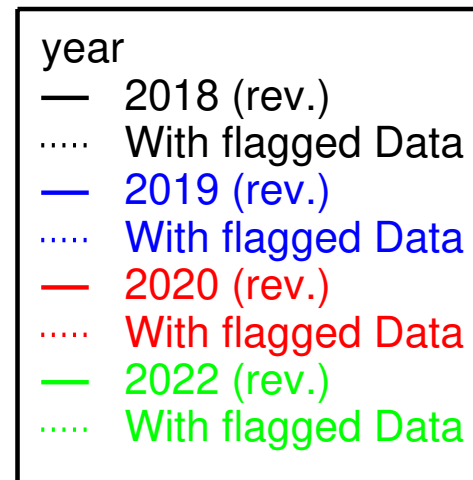 year
2018 (rev.)
With flagged Data
2019 (rev.)
With flagged Data
2020 (rev.)
With flagged Data
2022 (rev.)
With flagged Data